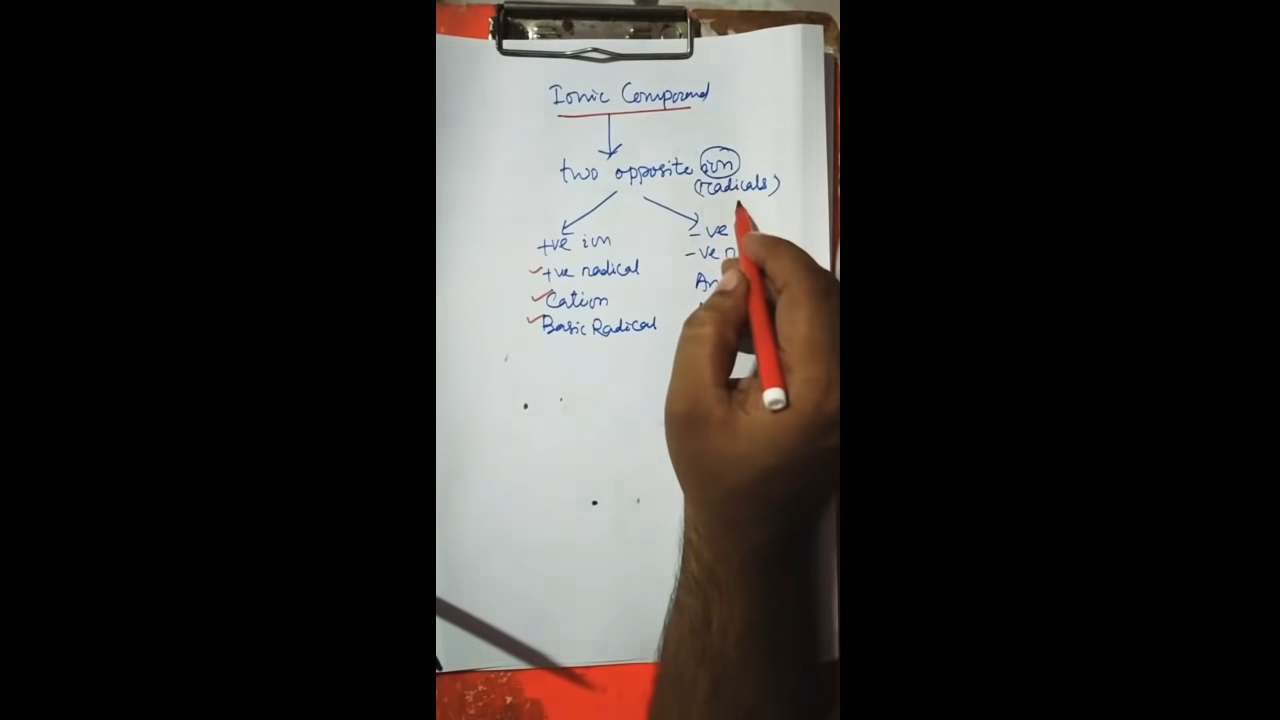 Ionic Compound
two opposite ion
(radicals)
+ve ion
+ve radical
Cation
Basic Radical
-ve
-ve